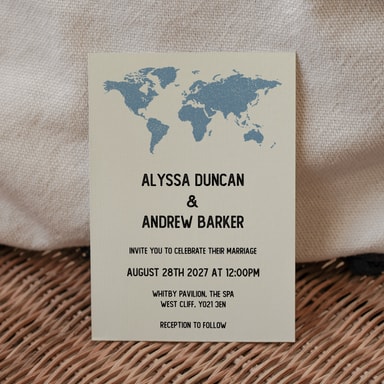 ALYSSA DUNCAN
&
ANDREW BARKER
INVITE YOU TO CELEBRATE THEIR MARRIAGE
AUGUST 28TH 2027 AT 12:00PM
WHITBY PAVILION, THE SPA
WEST CLIFF, YO21 3EN
RECEPTION TO FOLLOW